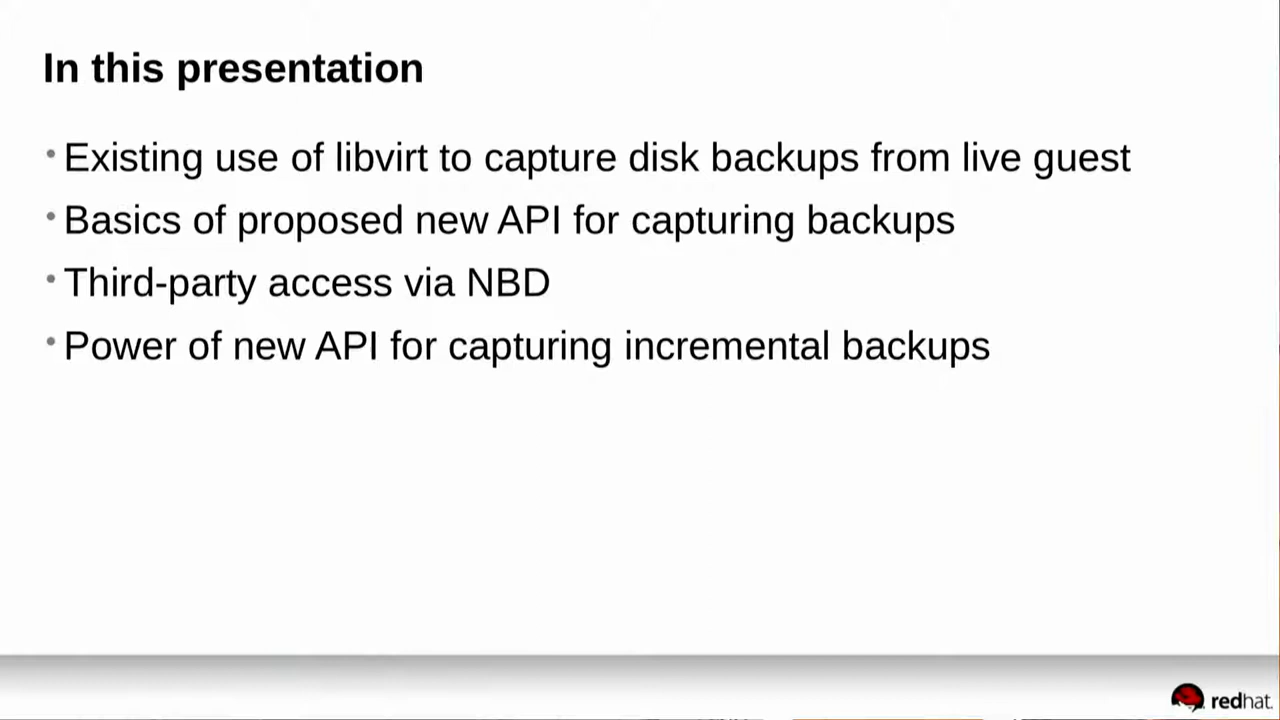 In this presentation
• Existing use of libvirt to capture disk backups from live guest
• Basics of proposed new API for capturing backups
• Third-party access via NBD
• Power of new API for capturing incremental backups
redhat.